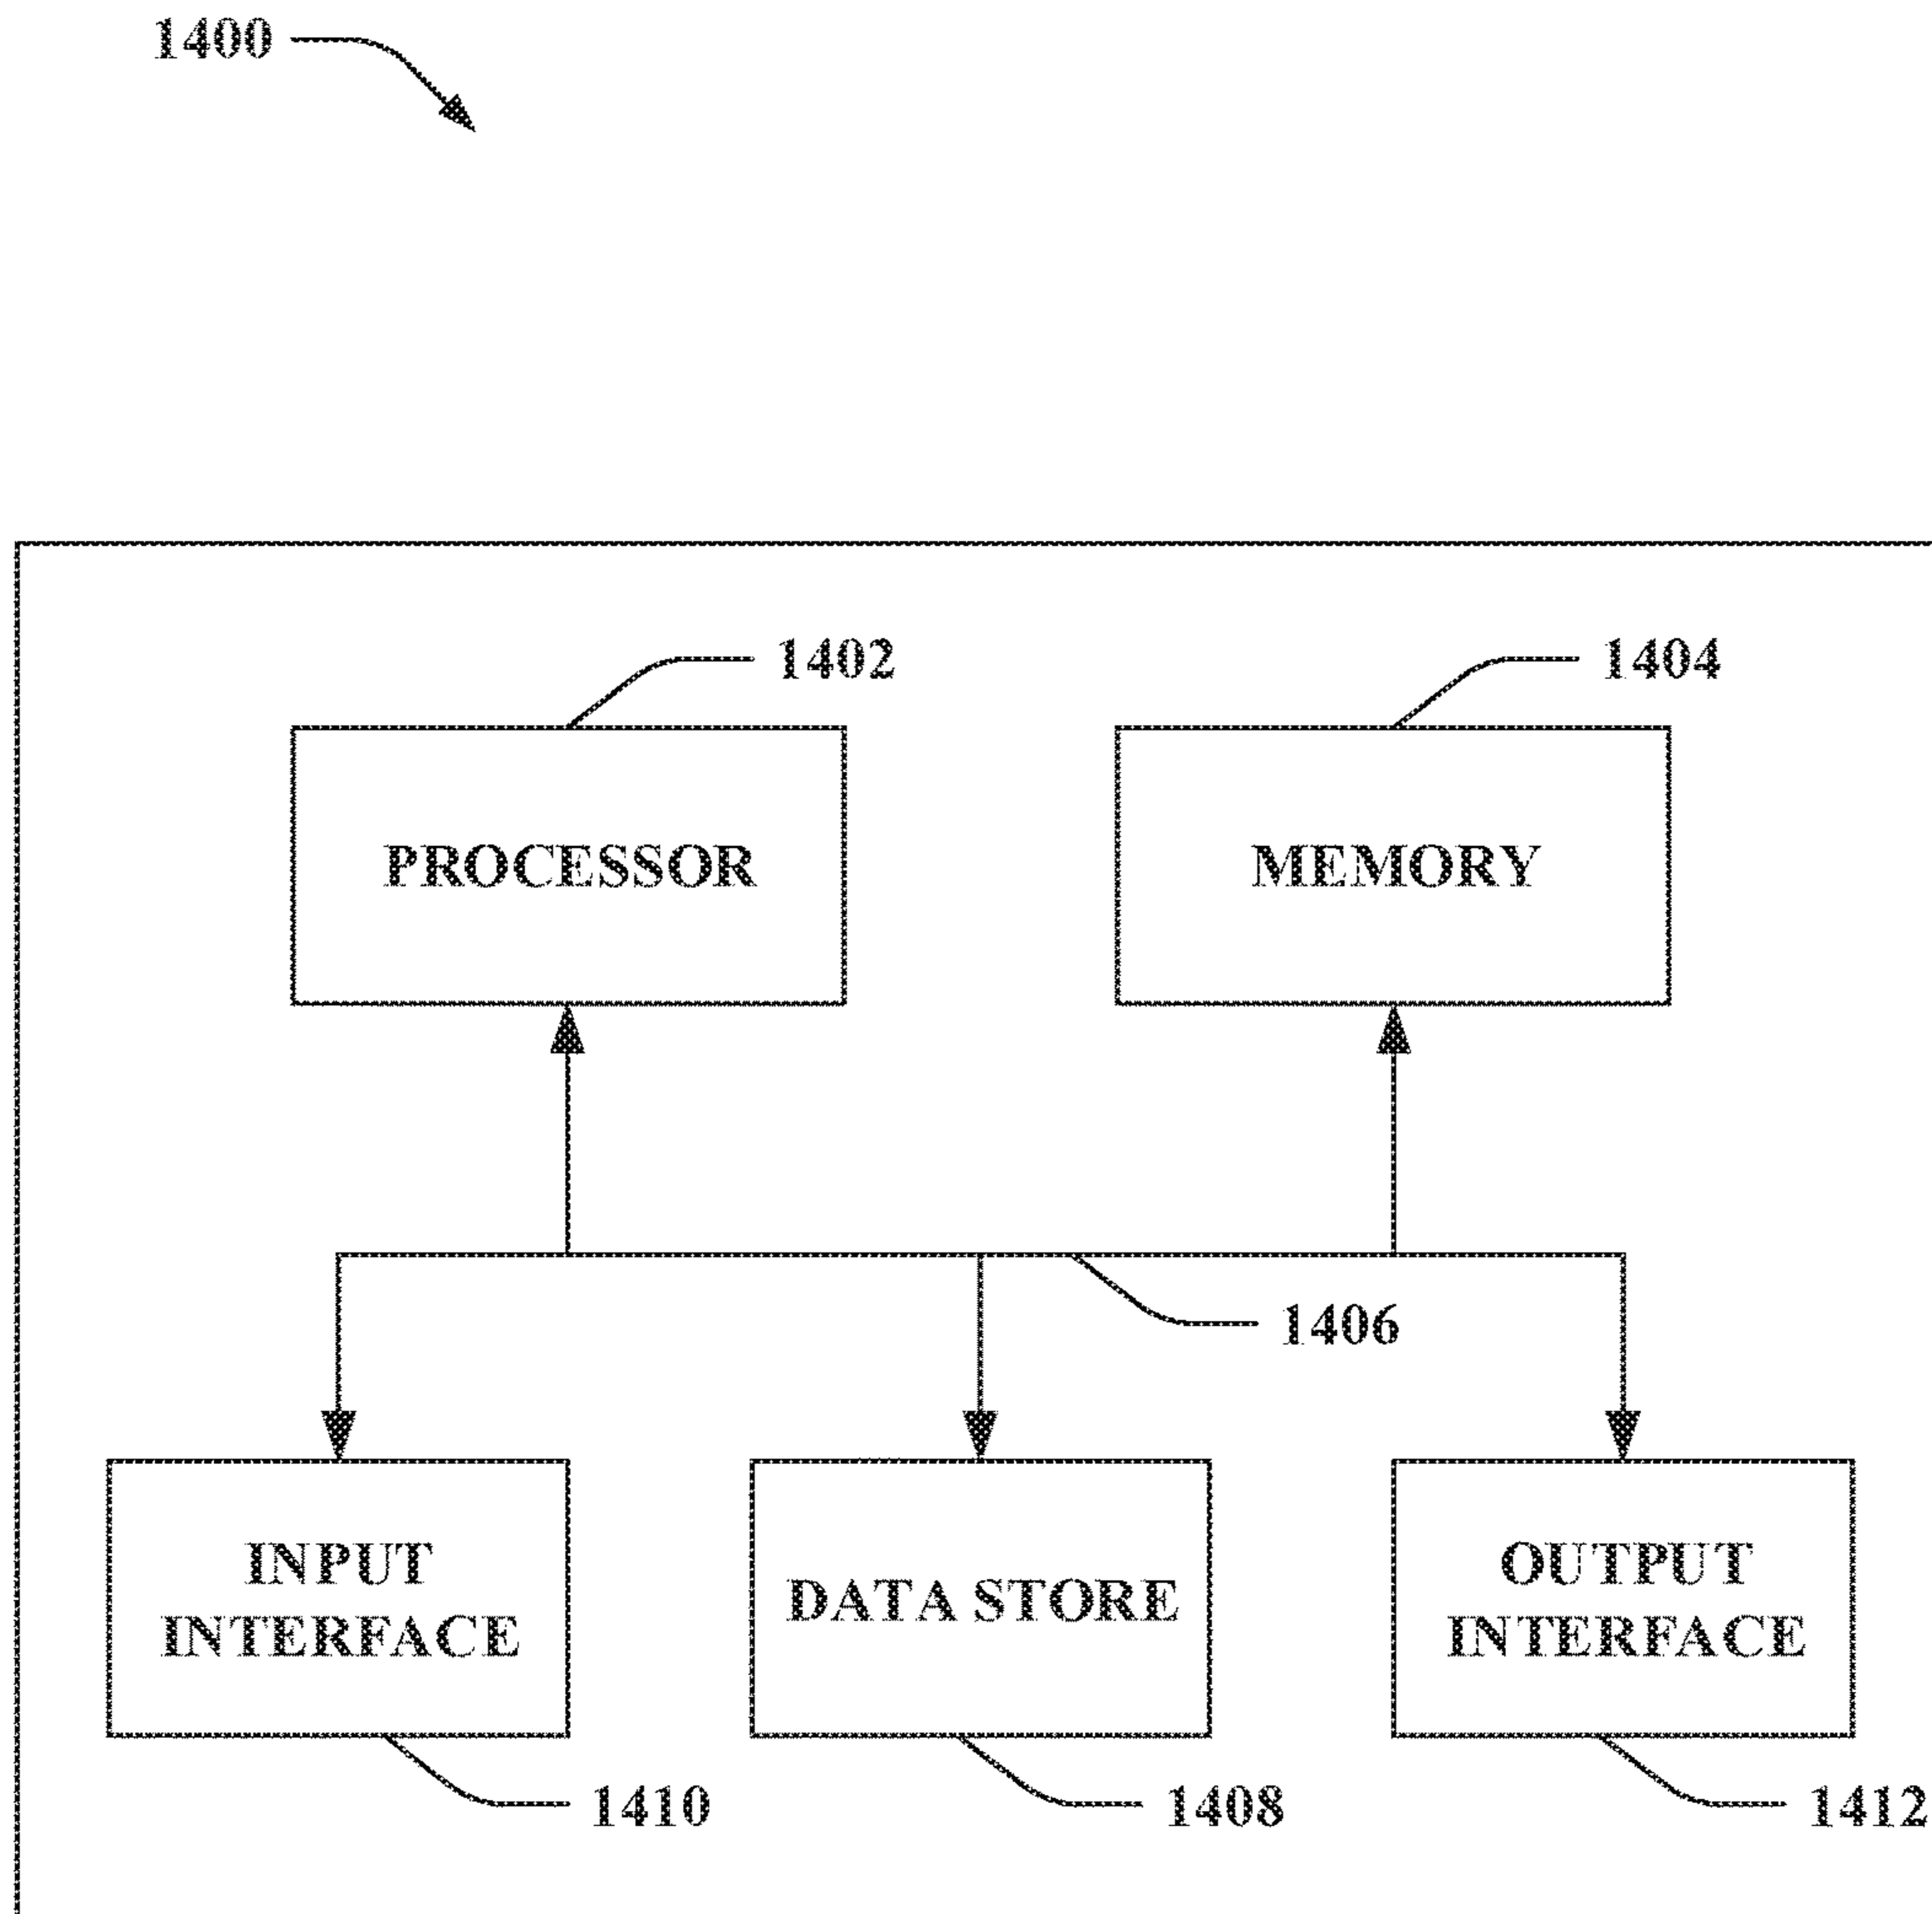 1400
1402
1404
PROCESSOR
MEMORY
1406
INPUT
INTERFACE
DATA STORE
OUTPUT
INTERFACE
1410
1408
1412